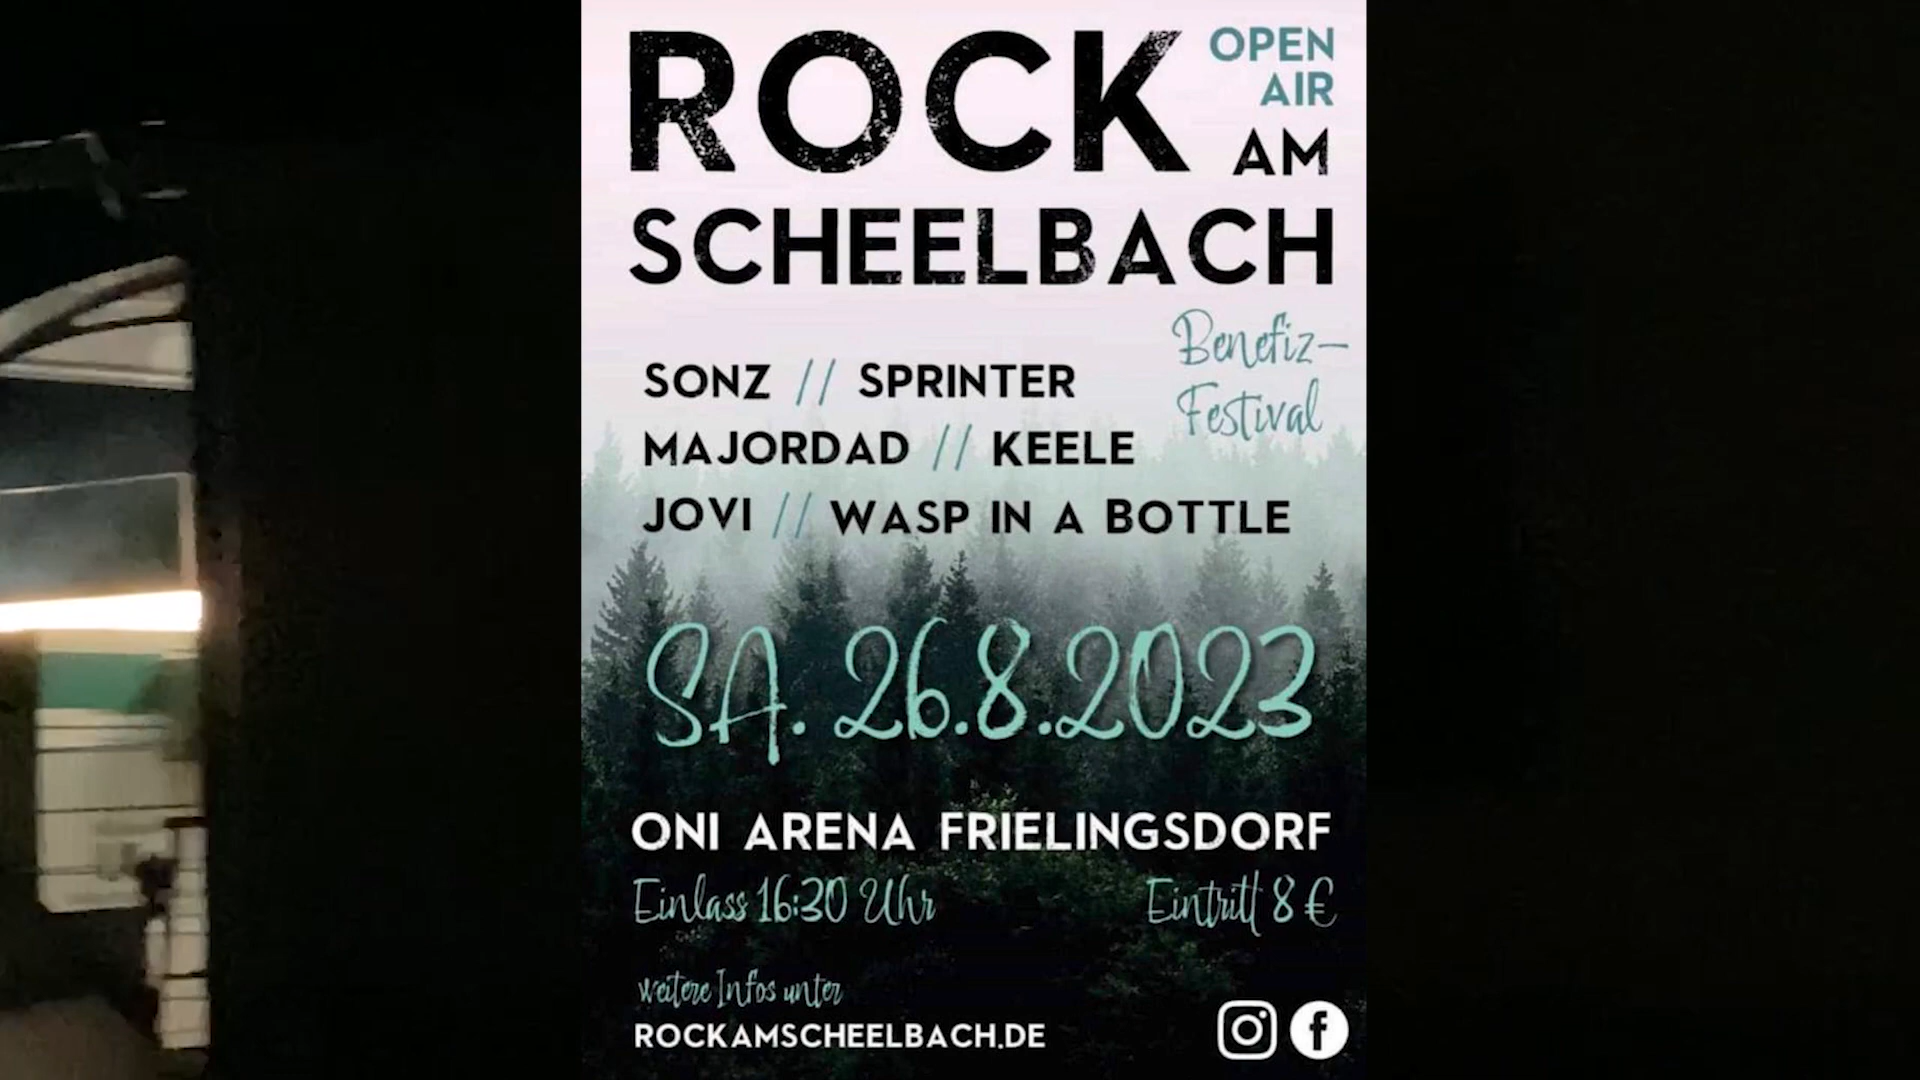 ROCK
OPEN
AIR
AM
SCHEELBACH
Benefiz-
Festival
SONZ // SPRINTER
MAJORDAD // KEELE
JOVI // WASP IN A BOTTLE
SA. 26.8.2023
ONI ARENA FRIELINGSDORF
Einlass 16:30 Uhr
Eintritt 8 €
weitere Infos unter
ROCKAMSCHEELBACH.DE